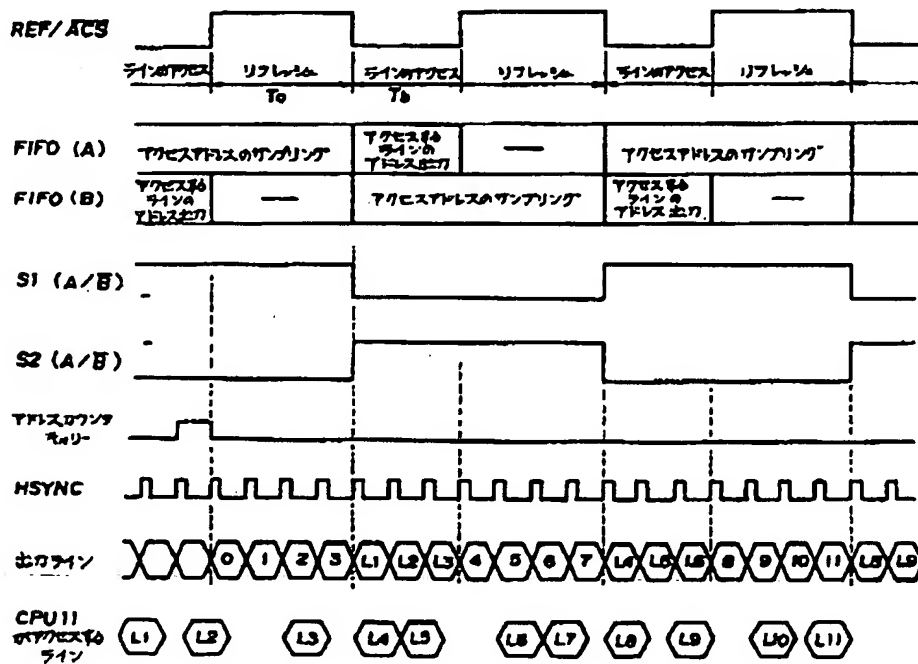 REF/ACS
ラインのアクセス リフレッシュ ラインのアクセス リフレッシュ ラインのアクセス リフレッシュ
Ta Tb
FIFO (A)
アクセスアドレスのサンプリング
アクセスする
ラインの
アドレス出力
—
アクセスアドレスのサンプリング
FIFO (B)
アクセスする
ラインの
アドレス出力
—
アクセスアドレスのサンプリング
アクセスする
ラインの
アドレス出力
—
S1 (A/B)
S2 (A/B)
アドレスカウンタ
キャリー
HSYNC
出力ライン
0 1 2 3 L1 L2 L3 4 5 6 7 L4 L5 L6 8 9 10 11 L8 L9
CPU11
がアクセスする
ライン
L1 L2 L3 L4 L5 L6 L7 L8 L9 L10 L11